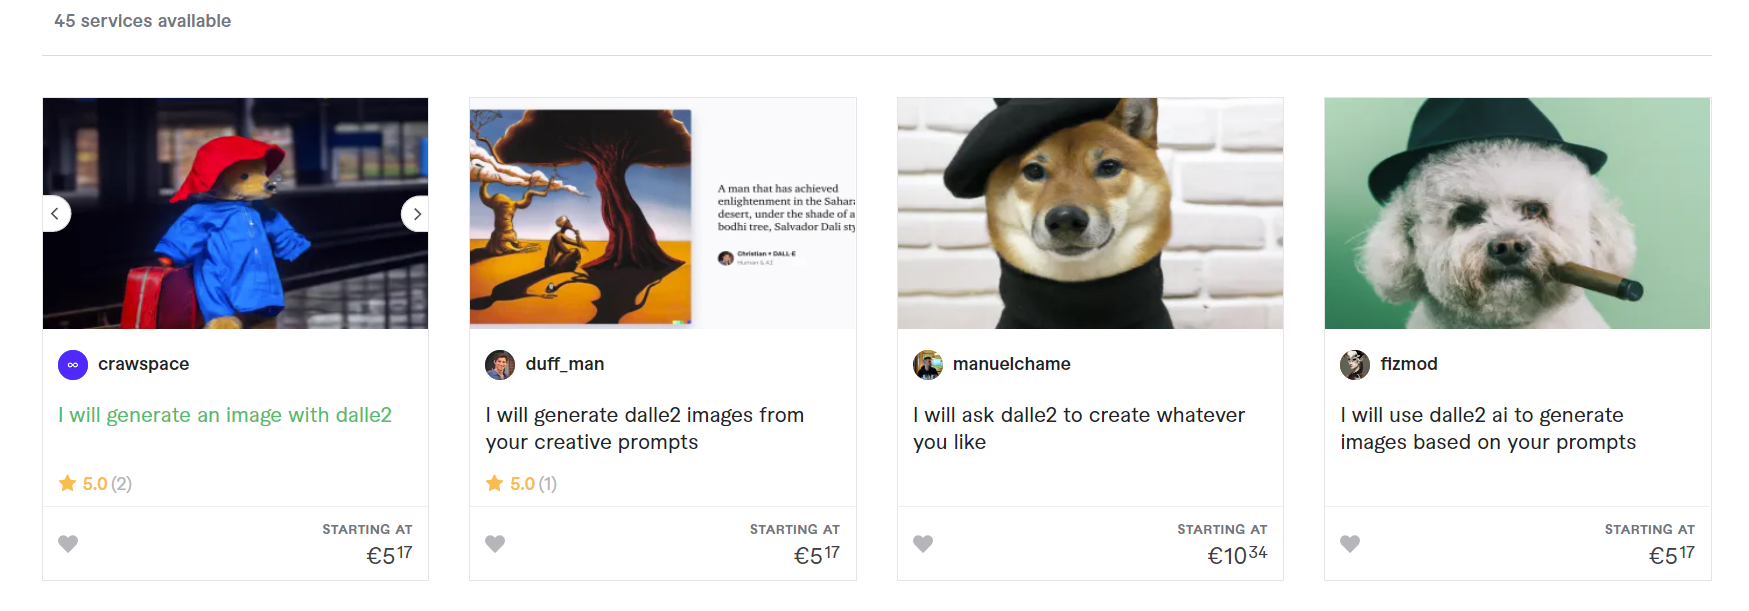 45 services available
A man that has achieved
enlightenment in the Sahar
desert, under the shade of a
bodhi tree, Salvador Dali sty
Christian + DALL·E
Human & AI
crawspace
duff_man
manuelchame
fizmod
I will generate an image with dalle2
I will generate dalle2 images from
your creative prompts
I will ask dalle2 to create whatever
you like
I will use dalle2 ai to generate
images based on your prompts
5.0 (2)
5.0 (1)
STARTING AT
€5 17
STARTING AT
€5 17
STARTING AT
€10 34
STARTING AT
€5 17